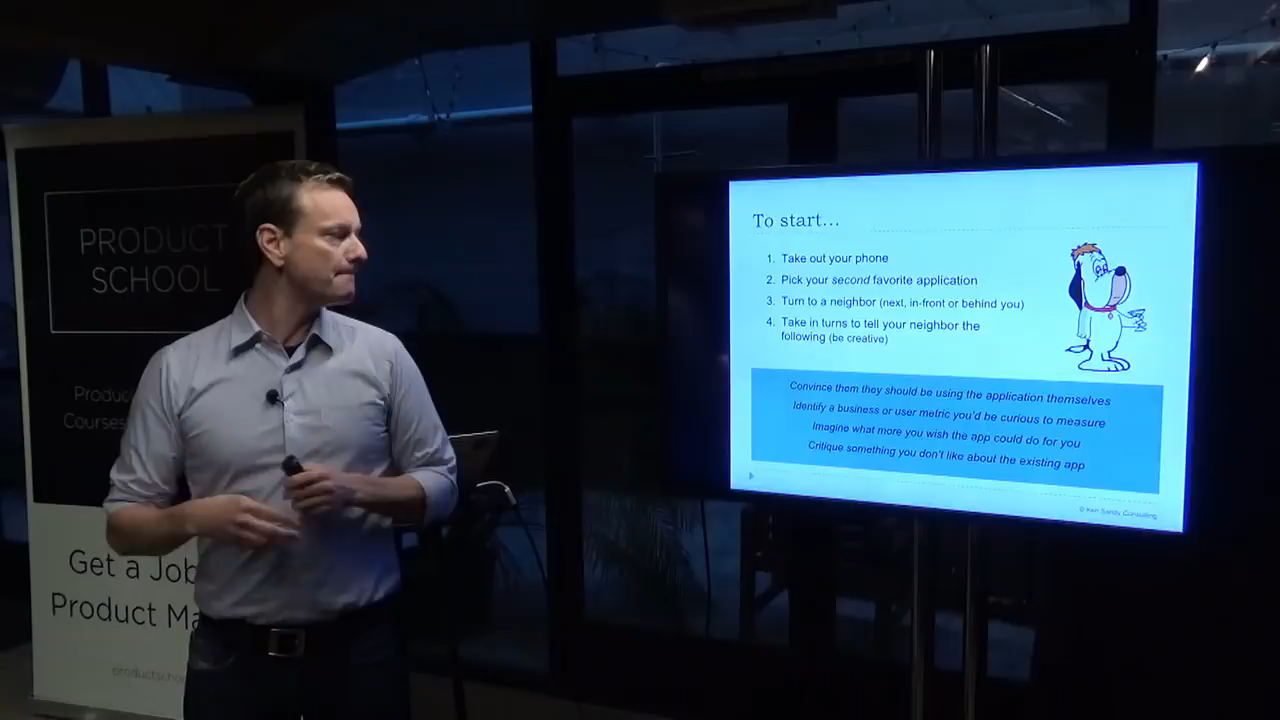 PRODUCT
SCHOOL
Courses
Get a Job
Product
To start...
1. Take out your phone
2. Pick your second favorite application
3. Turn to a neighbor (next, in-front or behind you)
4. Take in turns to tell your neighbor the
following (be creative)
Convince them they should be using the application themselves
Identify a business or user metric you'd be curious to measure
Imagine what more you wish the app could do for you
Critique something you don't like about the existing app
© Ken Sandy Consulting